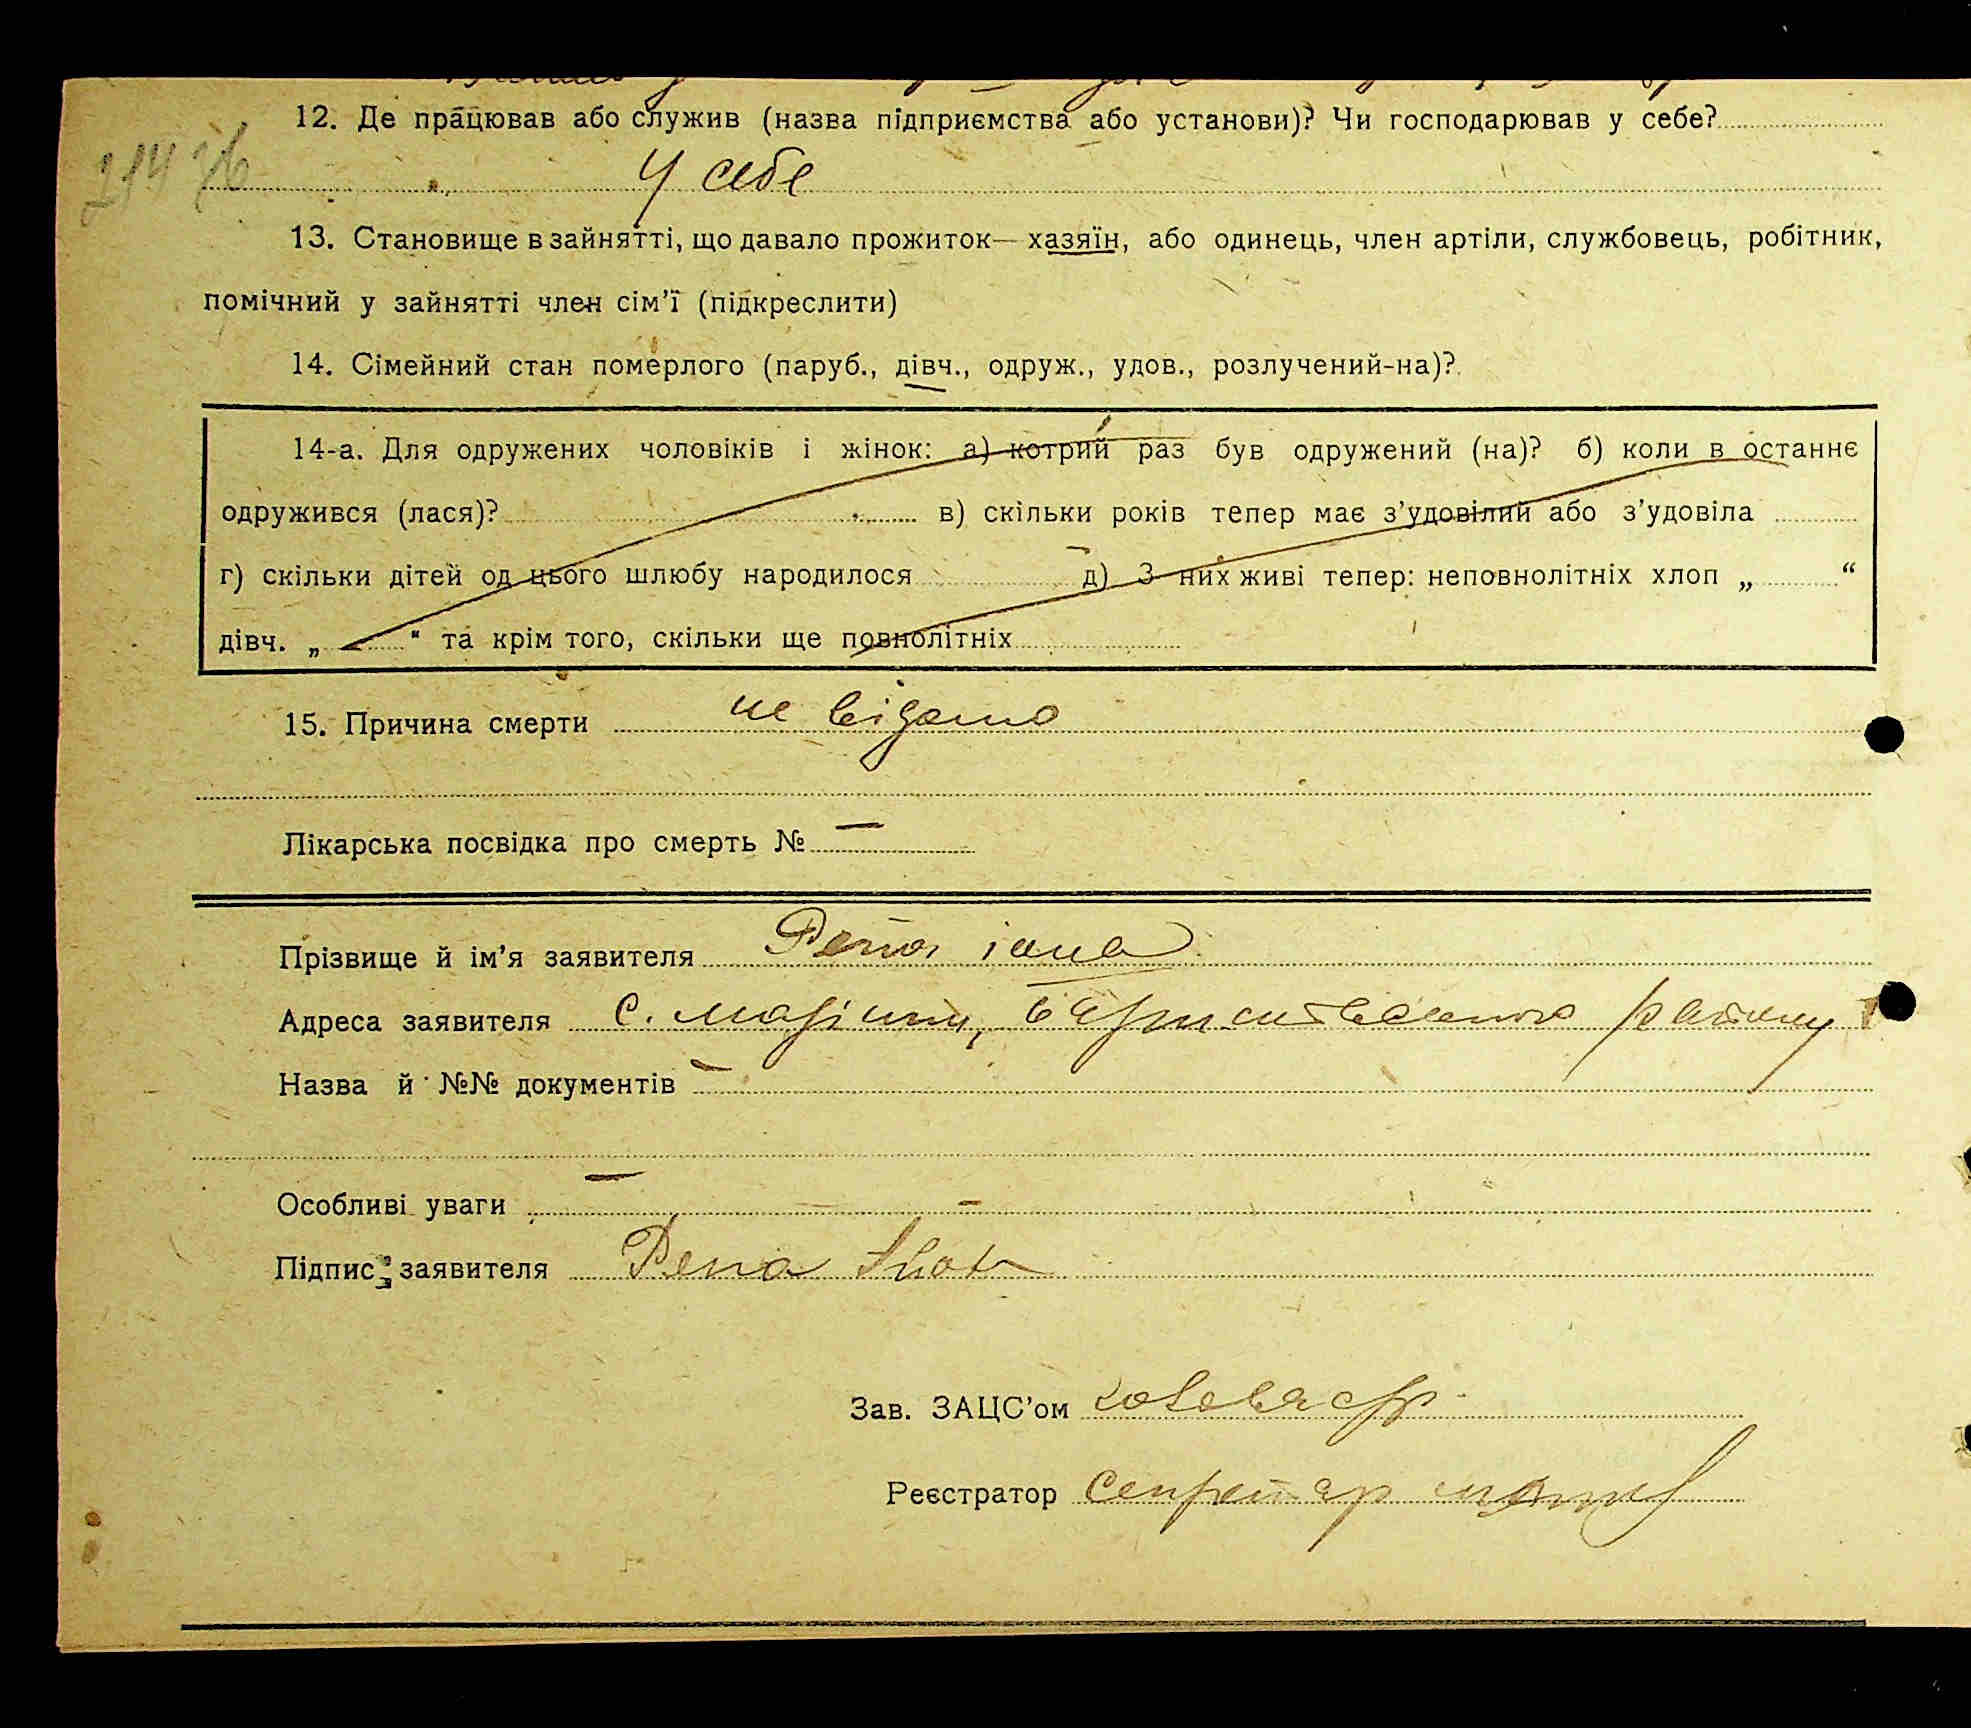 12. Де працював або служив (назва підприємства або установи)? Чи господарював у себе?
У себе
13. Становище в зайнятті, що давало прожиток — хазяїн, або одинець, член артіли, службовець, робітник,
помічний у зайнятті член сім’ї (підкреслити)
14. Сімейний стан померлого (паруб., дівч., одруж., удов., розлучений-на)?
14-а. Для одружених чоловіків і жінок: а) котрий раз був одружений (на)? б) коли в останнє
одружився (лася)? в) скільки років тепер має з’удовілий або з’удовіла
г) скільки дітей од цього шлюбу народилося д) З них живі тепер: неповнолітніх хлоп „ “
дівч. „ “ та крім того, скільки ще повнолітніх
15. Причина смерти не відомо
Лікарська посвідка про смерть № —
Прізвище й ім’я заявителя
Адреса заявителя с. району
Назва й №№ документів —
Особливі уваги —
Підпис заявителя
Зав. ЗАЦС’ом
Реєстратор Секретар